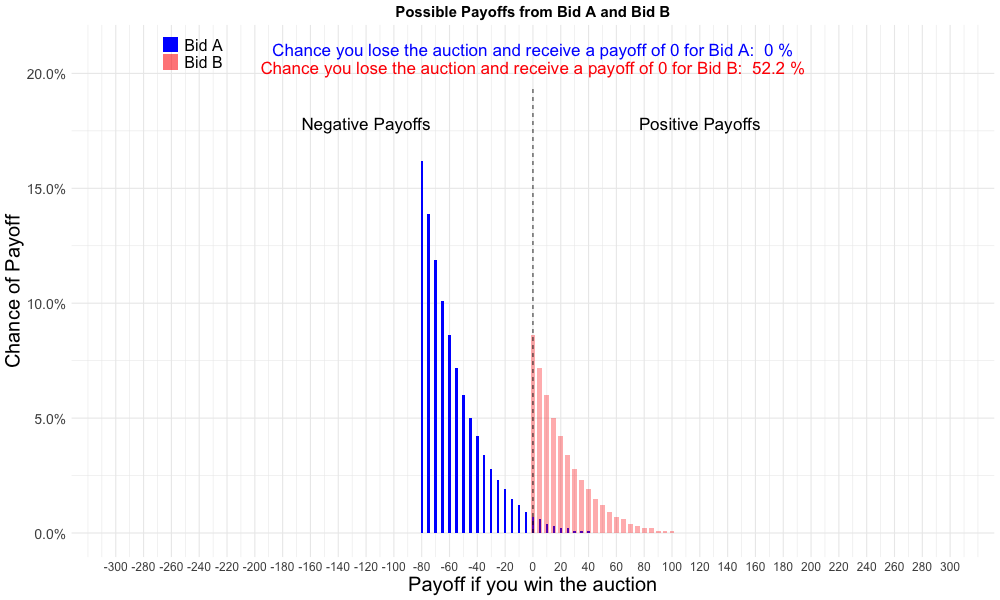 Possible Payoffs from Bid A and Bid B
Bid A
Bid B
Chance you lose the auction and receive a payoff of 0 for Bid A:  0 %
Chance you lose the auction and receive a payoff of 0 for Bid B:  52.2 %
Negative Payoffs
Positive Payoffs
Chance of Payoff
20.0%
15.0%
10.0%
5.0%
0.0%
-300 -280 -260 -240 -220 -200 -180 -160 -140 -120 -100 -80 -60 -40 -20 0 20 40 60 80 100 120 140 160 180 200 220 240 260 280 300
Payoff if you win the auction